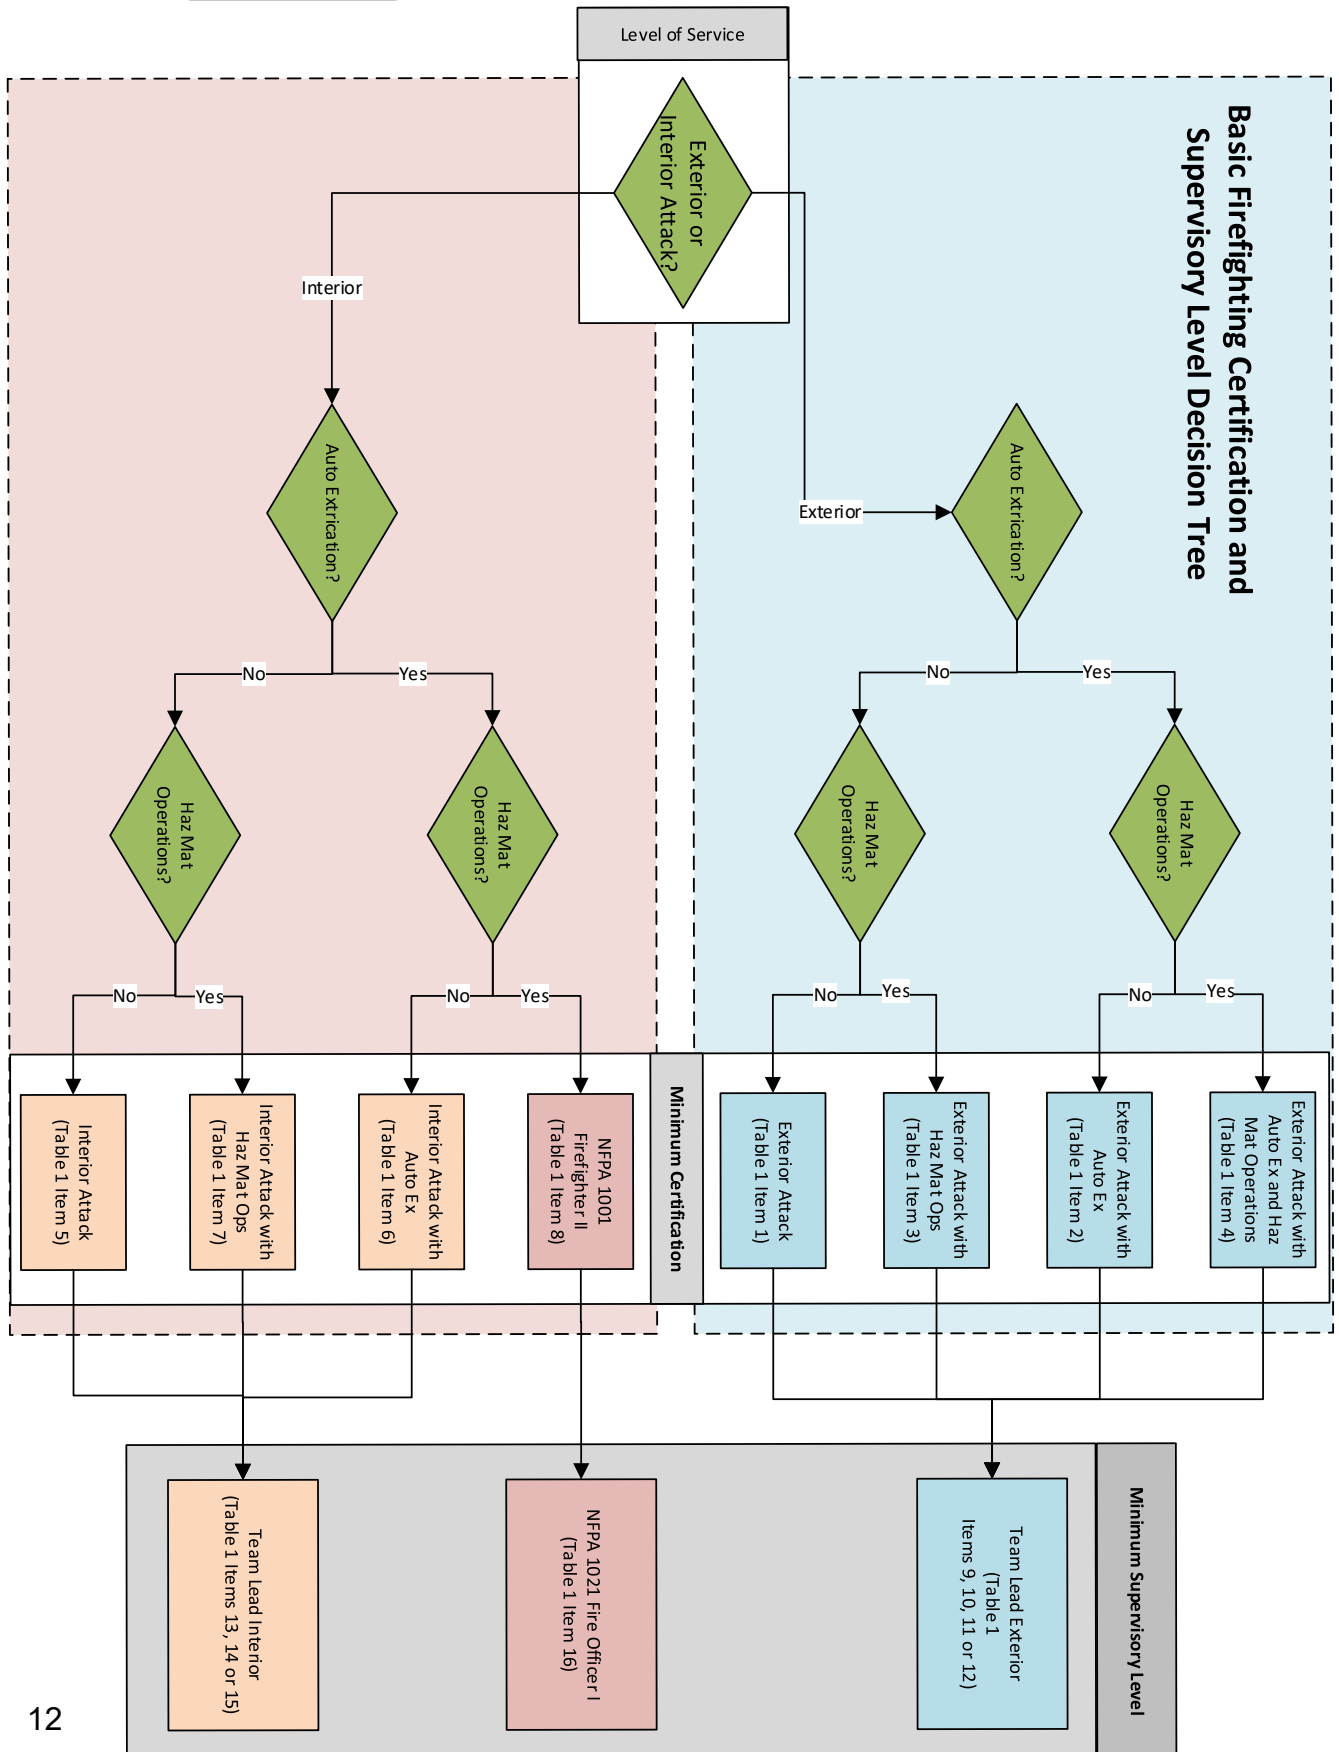 Level of Service
Basic Firefighting Certification and
Supervisory Level Decision Tree
Exterior or
Interior Attack?
Interior
Exterior
Auto Extrication?
Auto Extrication?
No
Yes
No
Yes
Haz Mat
Operations?
Haz Mat
Operations?
Haz Mat
Operations?
Haz Mat
Operations?
No
Yes
No
Yes
No
Yes
No
Yes
Minimum Certification
Interior Attack
(Table 1 Item 5)
Interior Attack with
Haz Mat Ops
(Table 1 Item 7)
Interior Attack with
Auto Ex
(Table 1 Item 6)
NFPA 1001
Firefighter II
(Table 1 Item 8)
Exterior Attack
(Table 1 Item 1)
Exterior Attack with
Haz Mat Ops
(Table 1 Item 3)
Exterior Attack with
Auto Ex
(Table 1 Item 2)
Exterior Attack with
Auto Ex and Haz
Mat Operations
(Table 1 Item 4)
Minimum Supervisory Level
Team Lead Interior
(Table 1 Items 13, 14 or 15)
NFPA 1021 Fire Officer I
(Table 1 Item 16)
Team Lead Exterior
(Table 1
Items 9, 10, 11 or 12)
12